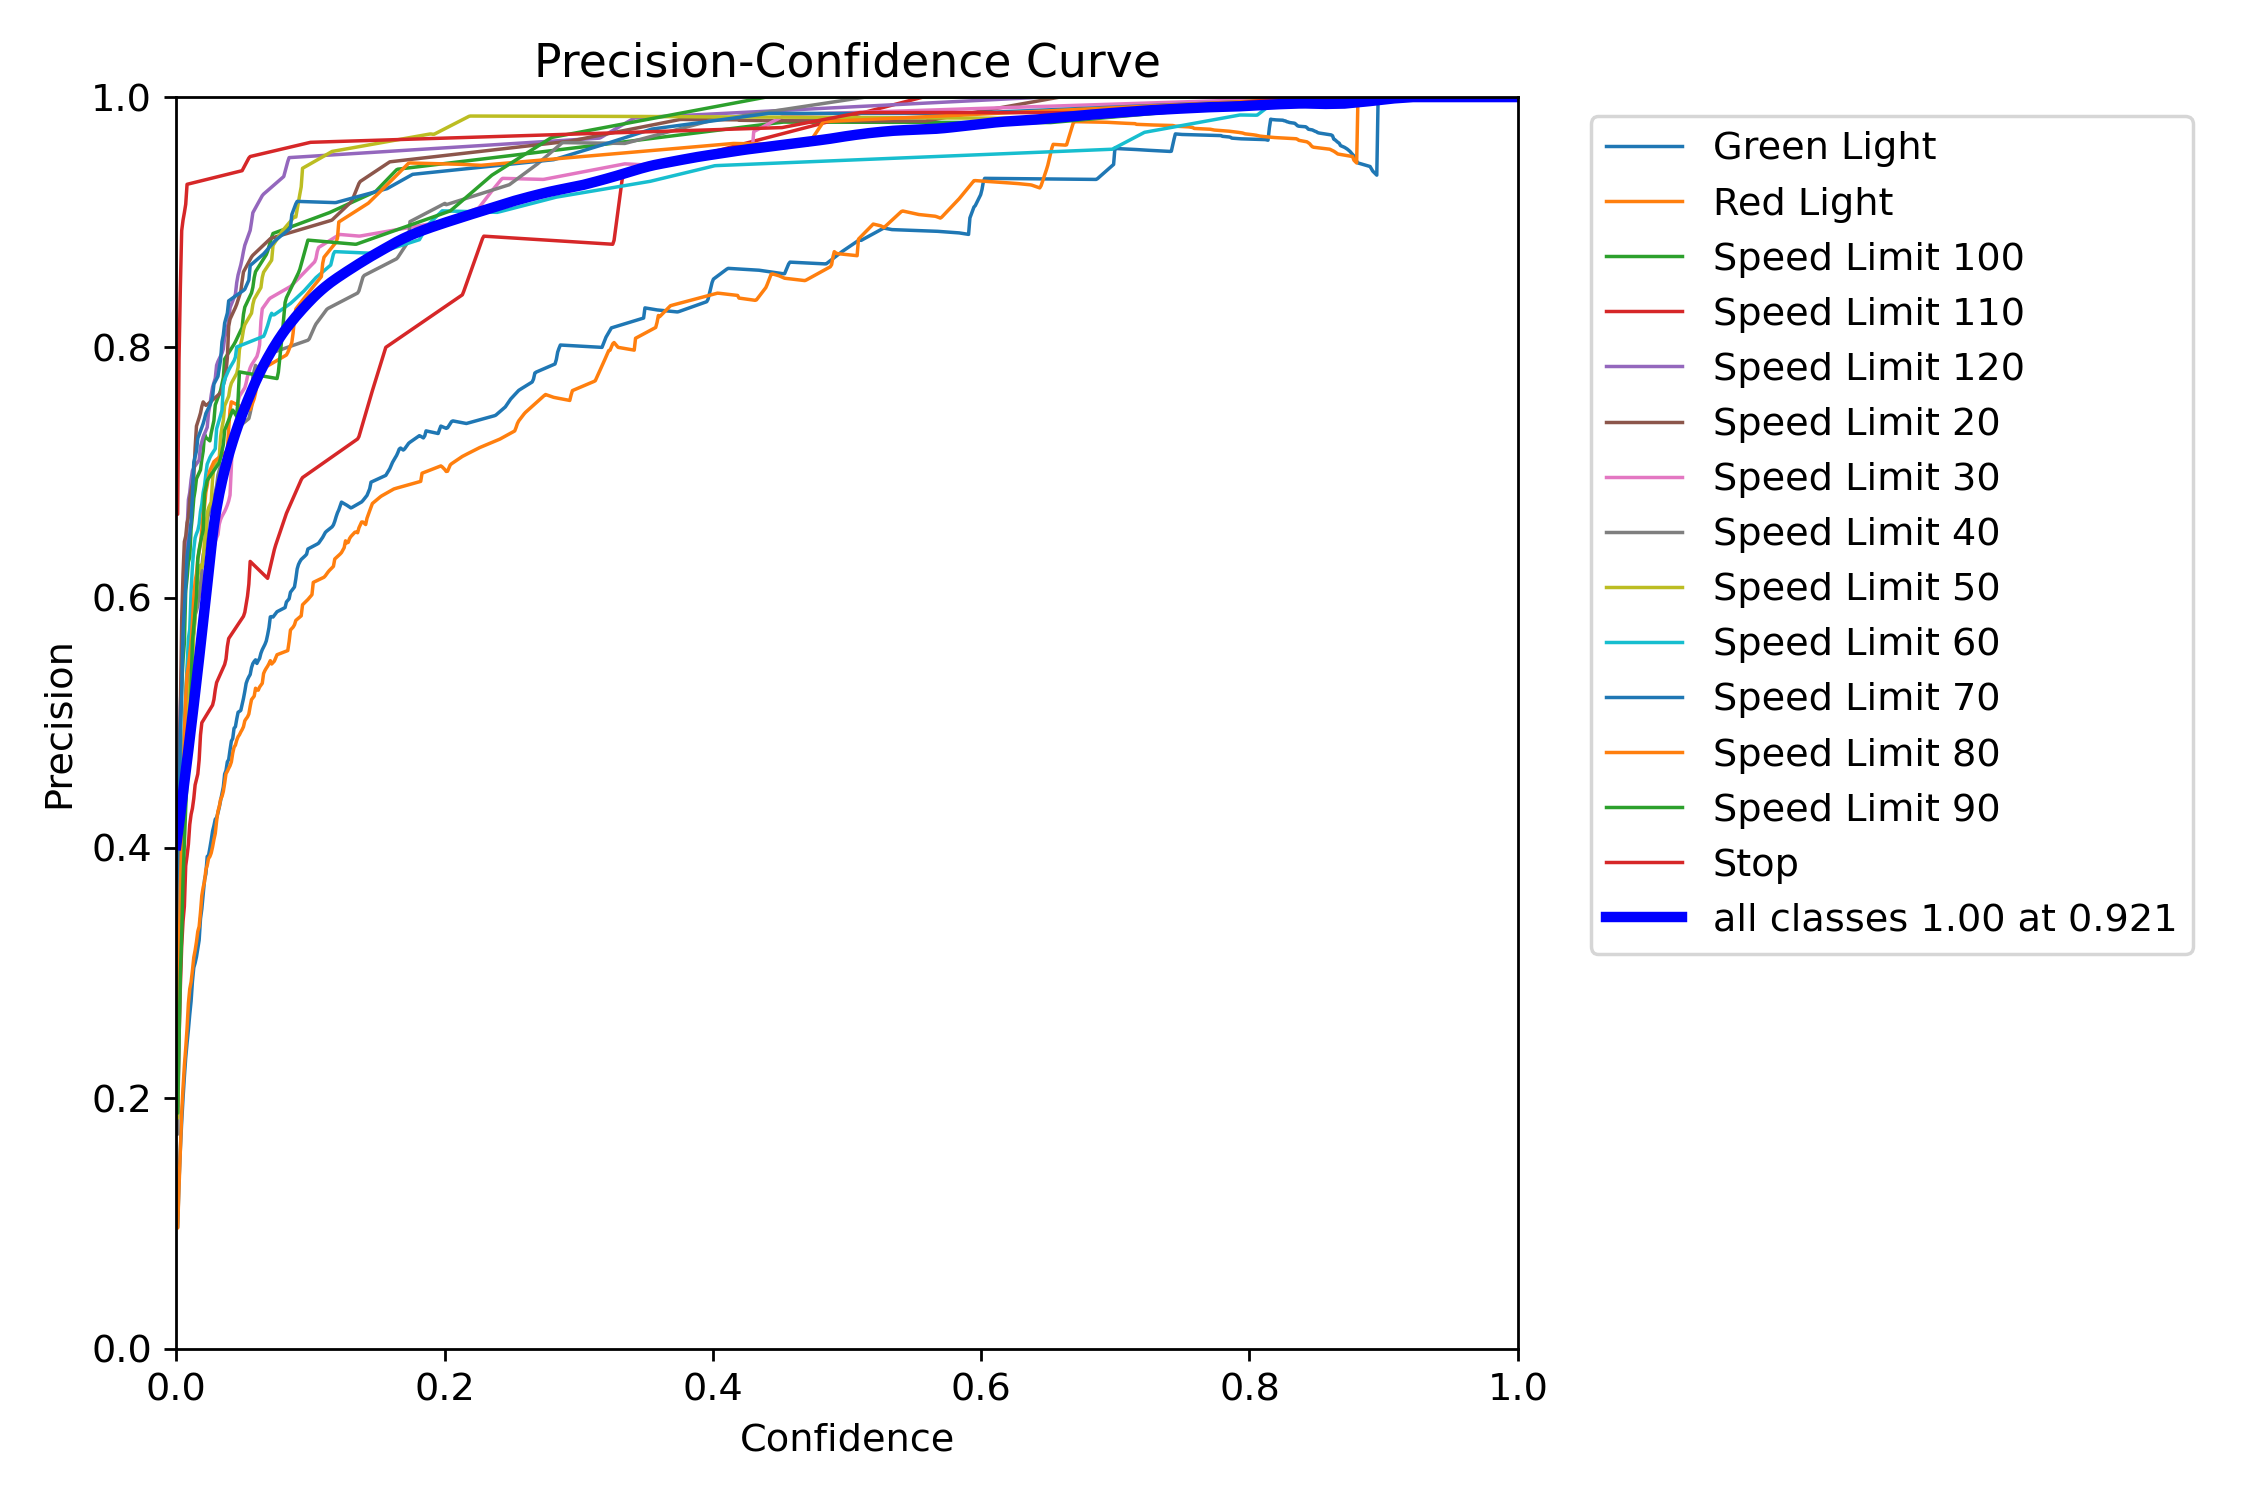 Precision-Confidence Curve
1.0
0.8
0.6
0.4
0.2
0.0
Precision
0.0 0.2 0.4 0.6 0.8 1.0
Confidence
Green Light
Red Light
Speed Limit 100
Speed Limit 110
Speed Limit 120
Speed Limit 20
Speed Limit 30
Speed Limit 40
Speed Limit 50
Speed Limit 60
Speed Limit 70
Speed Limit 80
Speed Limit 90
Stop
all classes 1.00 at 0.921